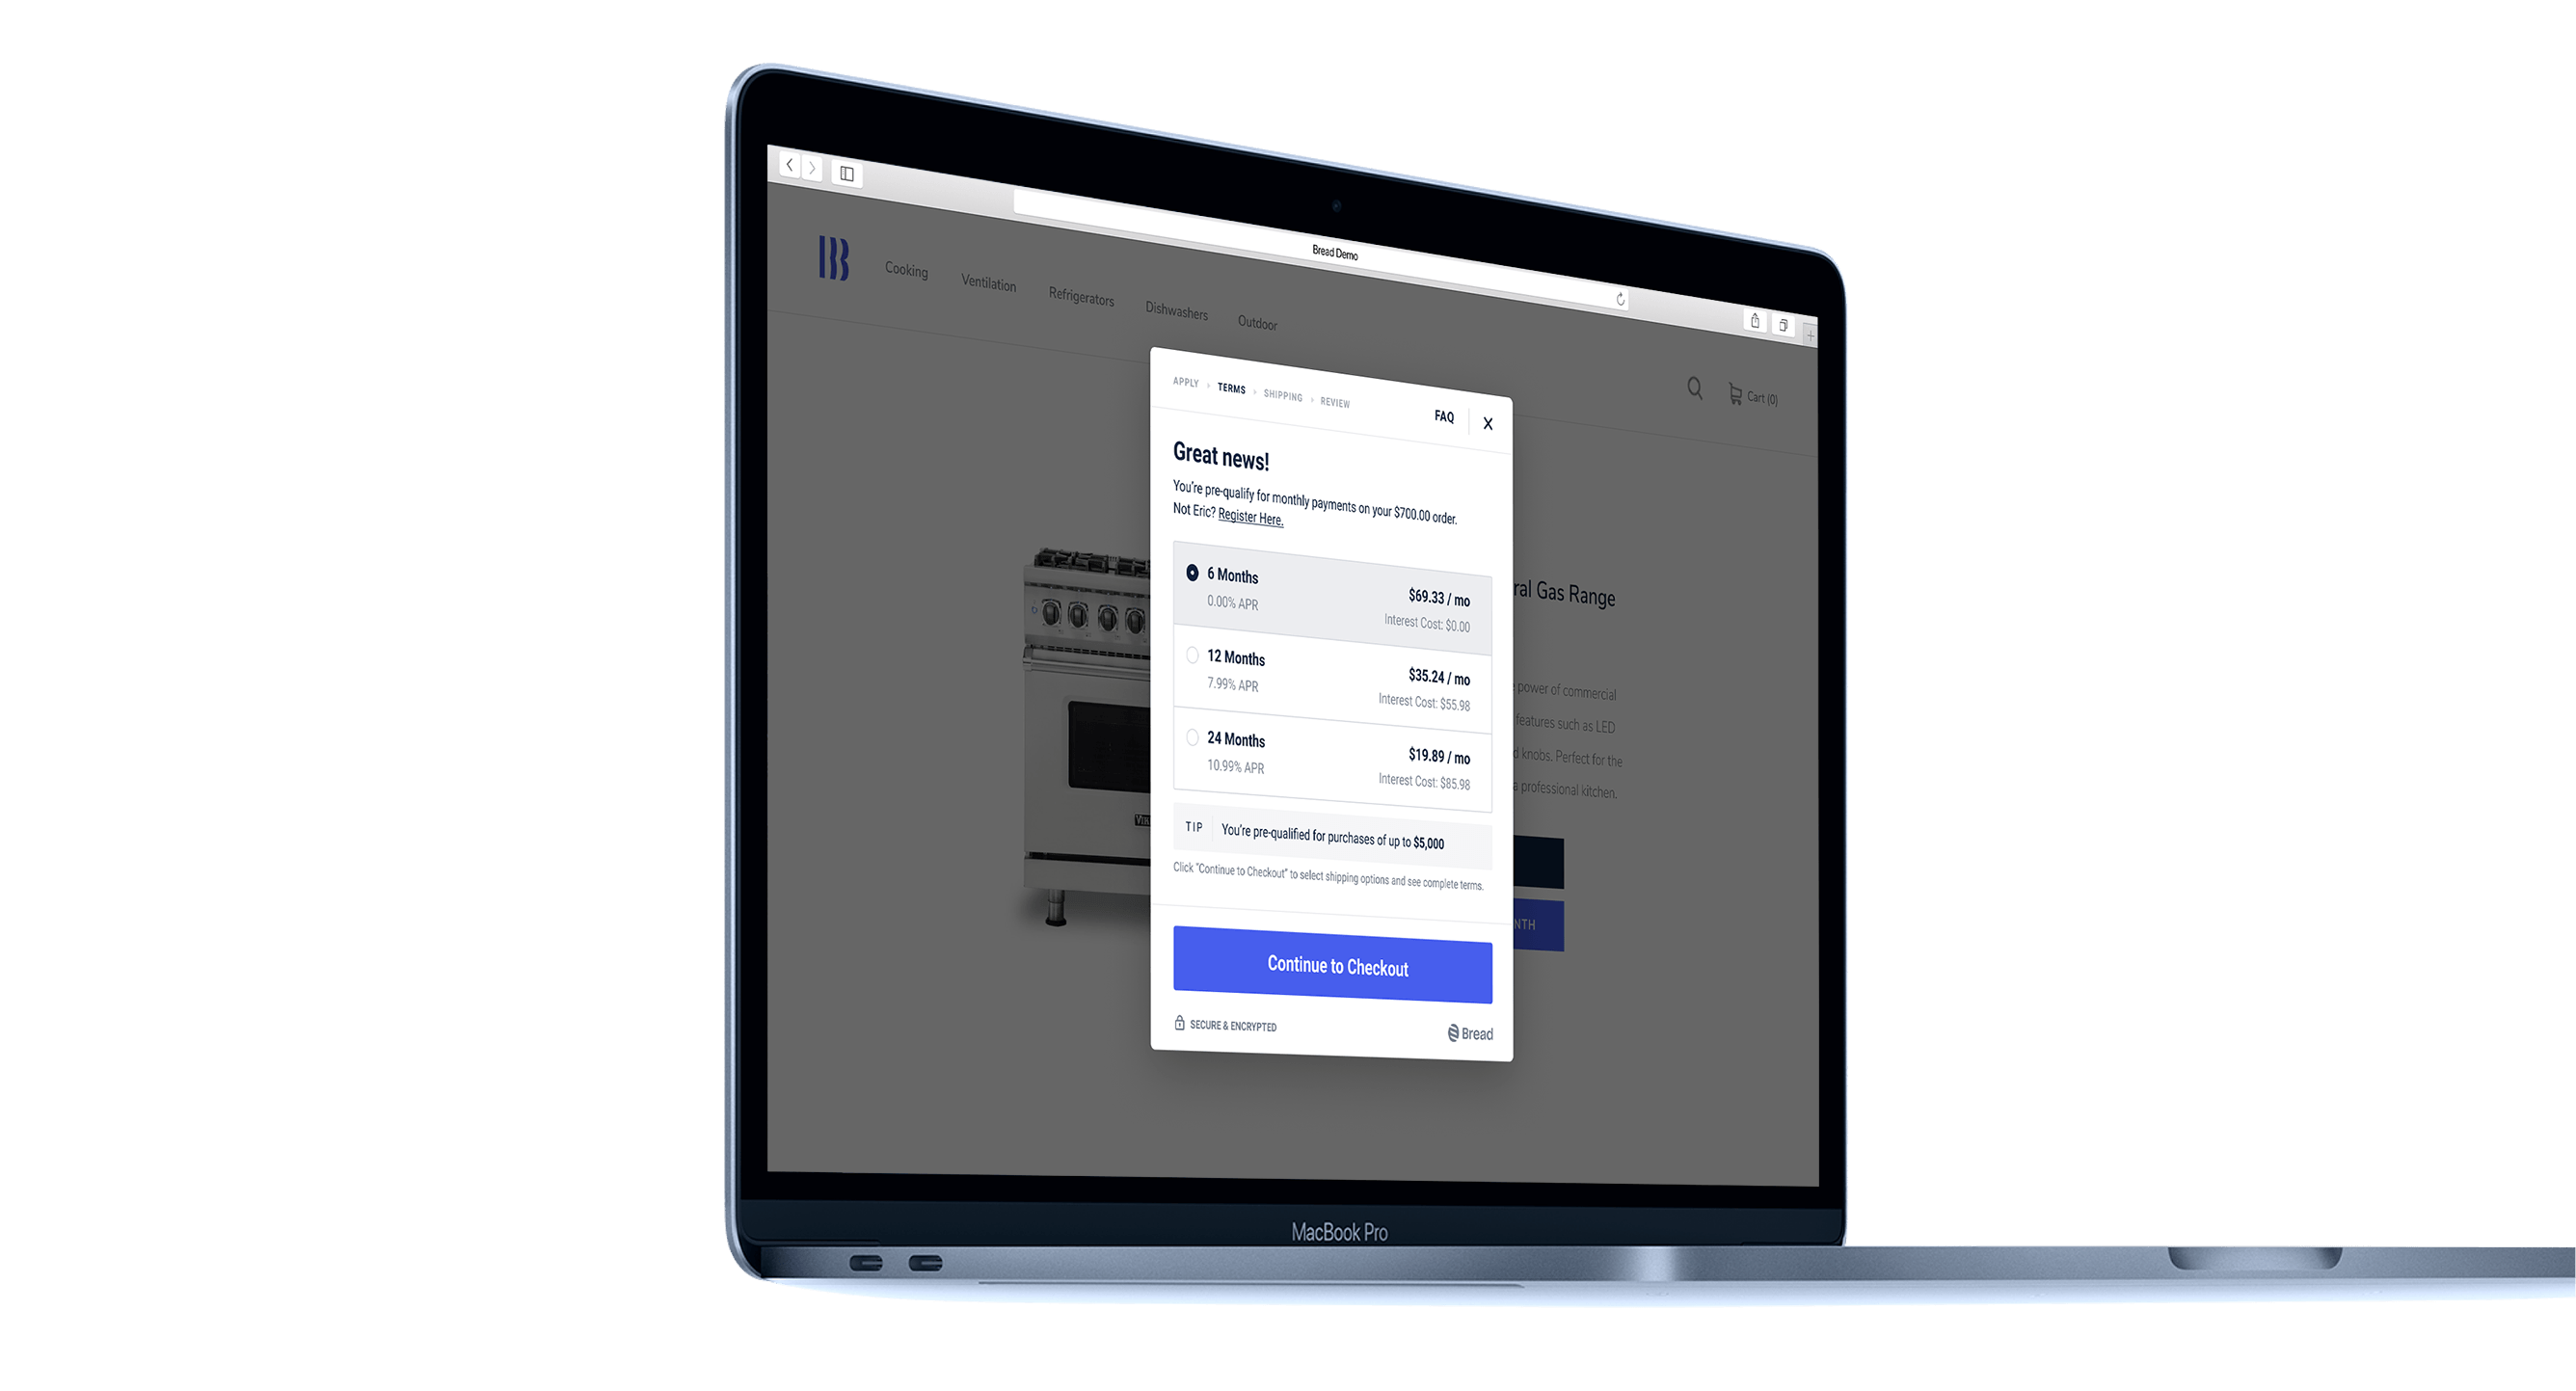 Bread Demo
Cooking
Ventilation
Refrigerators
Dishwashers
Outdoor
Cart (0)
APPLY
TERMS
SHIPPING
REVIEW
FAQ
Great news!
You're pre-qualify for monthly payments on your $700.00 order.
Not Eric? Register Here.
6 Months
$69.33 / mo
0.00% APR
Interest Cost: $0.00
12 Months
$35.24 / mo
7.99% APR
Interest Cost: $55.98
24 Months
$19.89 / mo
10.99% APR
Interest Cost: $85.98
TIP
You're pre-qualified for purchases of up to $5,000
Click "Continue to Checkout" to select shipping options and see complete terms.
Continue to Checkout
SECURE & ENCRYPTED
Bread
Gas Range
power of commercial
features such as LED
knobs. Perfect for the
a professional kitchen.
MacBook Pro